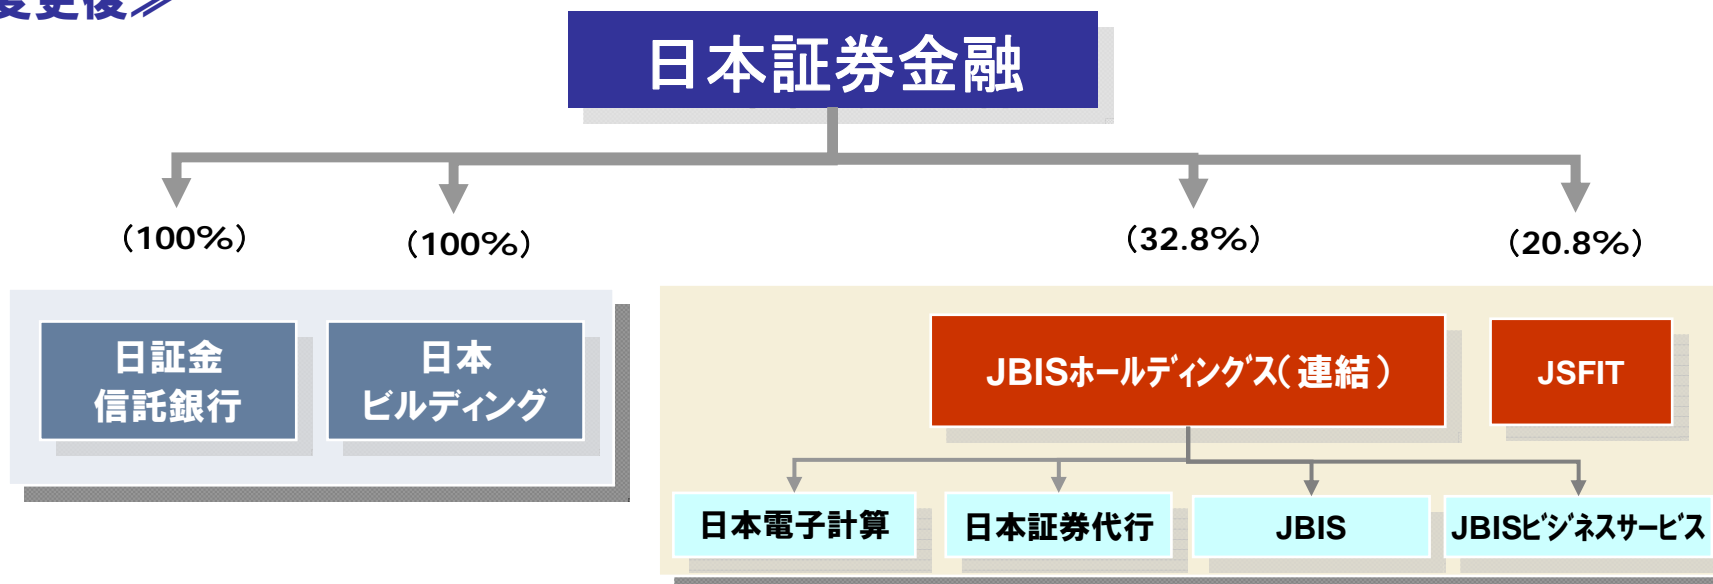 変更後≫
日本証券金融
（100%）
（100%）
（32.8%）
（20.8%）
日証金
信託銀行
日本
ビルディング
JBISホールディングス（連結）
JSFIT
日本電子計算
日本証券代行
JBIS
JBISビジネスサービス